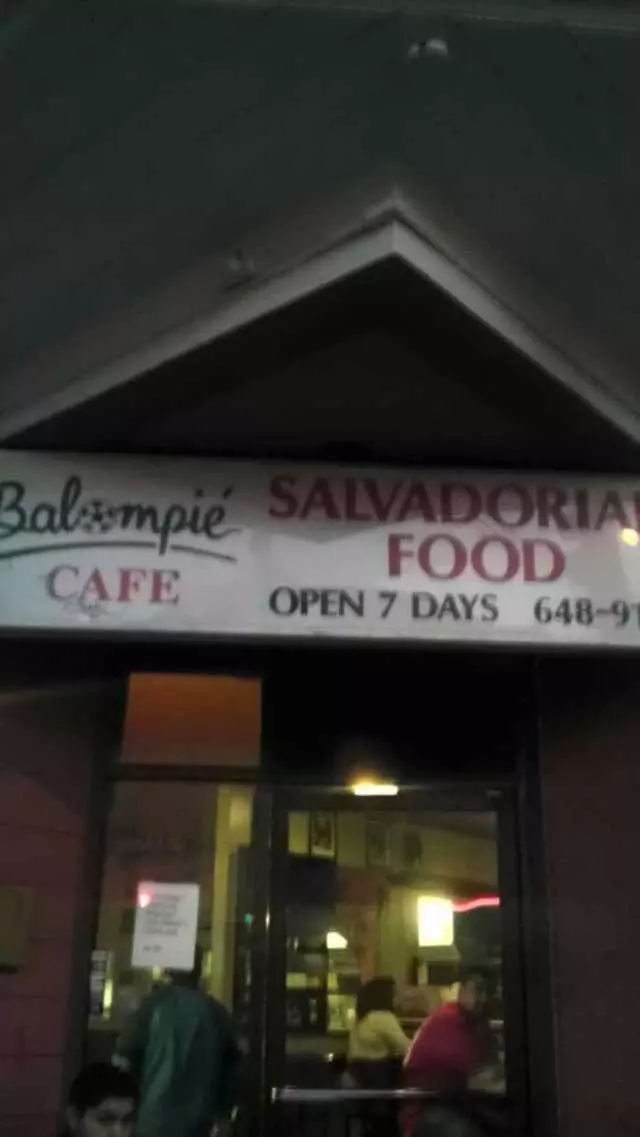 Balompié
CAFE
SALVADORIA
FOOD
OPEN 7 DAYS 648-91